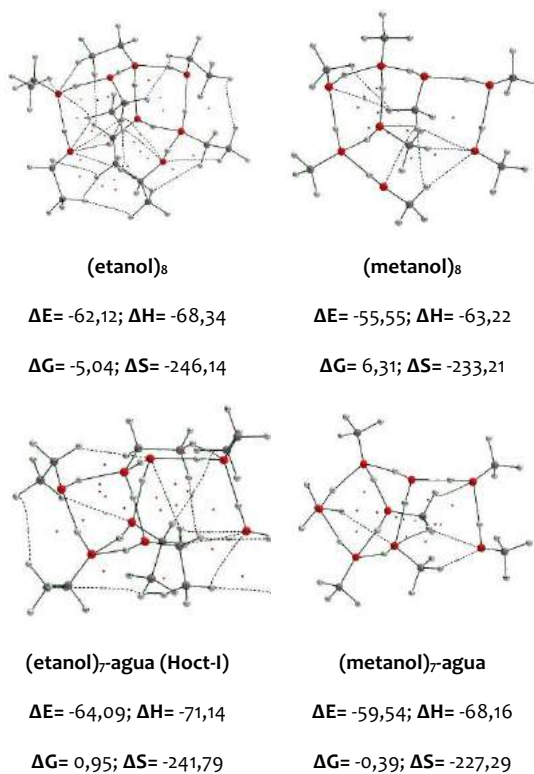 (etanol)₈
(metanol)₈
ΔE= -62,12; ΔH= -68,34
ΔE= -55,55; ΔH= -63,22
ΔG= -5,04; ΔS= -246,14
ΔG= 6,31; ΔS= -233,21
(etanol)₇-agua (Hoct-I)
(metanol)₇-agua
ΔE= -64,09; ΔH= -71,14
ΔE= -59,54; ΔH= -68,16
ΔG= 0,95; ΔS= -241,79
ΔG= -0,39; ΔS= -227,29